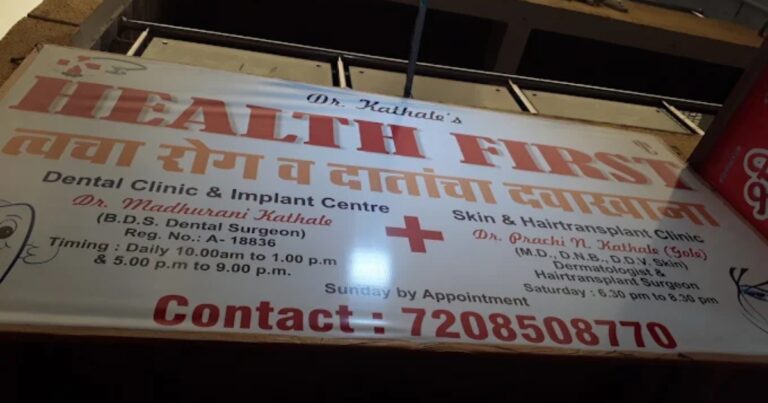 Dr. Kathale's
HEALTH FIRST
त्वचा रोग व दातांचा दवाखाना
Dental Clinic & Implant Centre
Dr. Madhurani Kathale
(B.D.S. Dental Surgeon)
Reg. No.: A- 18836
Timing : Daily 10.00am to 1.00 p.m
& 5.00 p.m to 9.00 p.m.
Skin & Hairtransplant Clinic
Dr. Prachi N. Kathale (Gole)
(M.D., D.N.B., D.D.V. Skin)
Dermatologist &
Hairtransplant Surgeon
Saturday : 6.30 pm to 8.30 pm
Sunday by Appointment
Contact : 7208508770